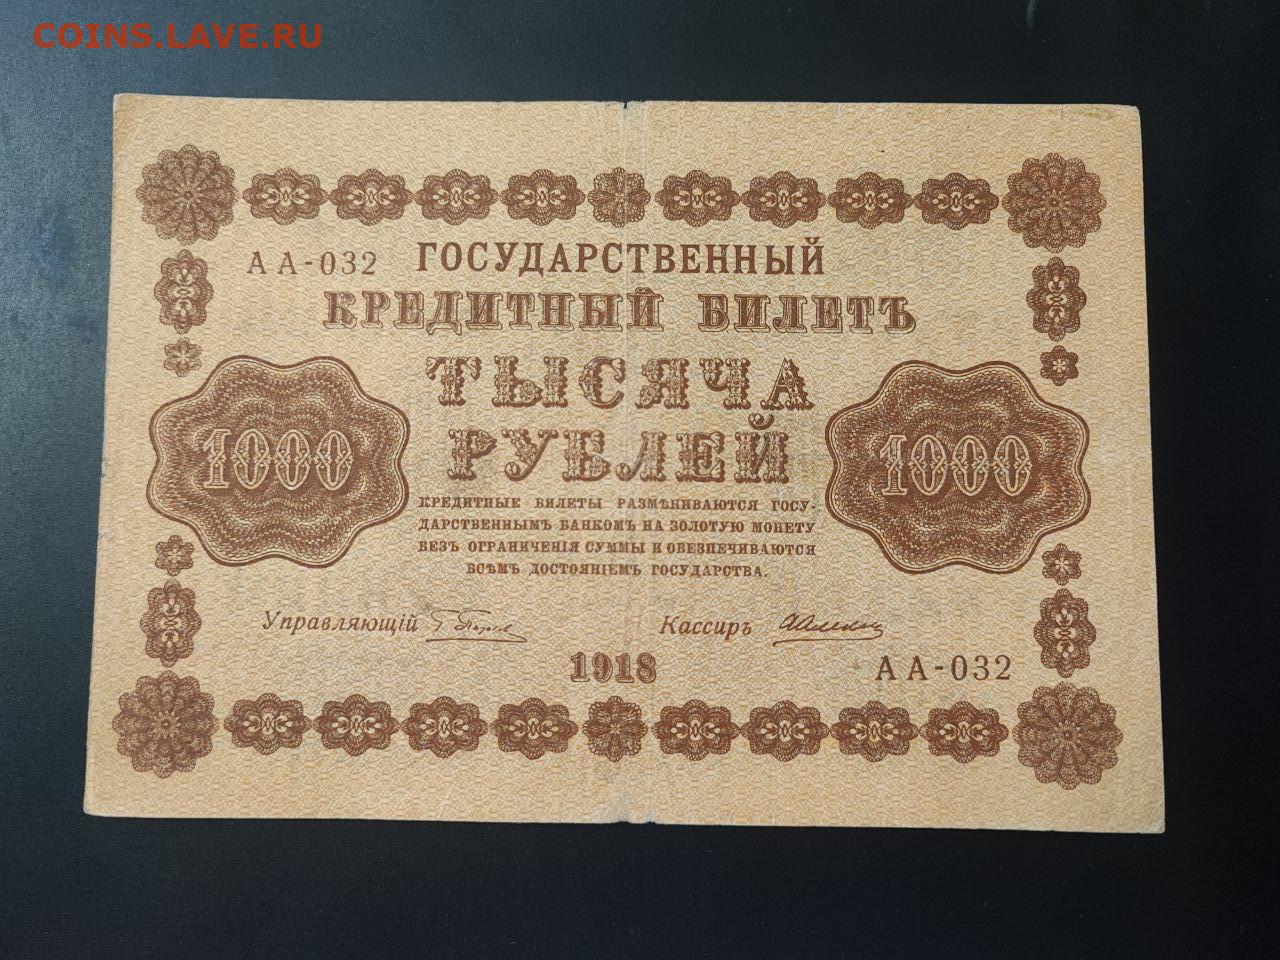 COINS.LAVE.RU
АА-032 ГОСУДАРСТВЕННЫЙ
КРЕДИТНЫЙ БИЛЕТЪ
ТЫСЯЧА
РУБЛЕЙ
1000 1000
КРЕДИТНЫЕ БИЛЕТЫ РАЗМѢНИВАЮТСЯ ГОСУ-
ДАРСТВЕННЫМЪ БАНКОМЪ НА ЗОЛОТУЮ МОНЕТУ
БЕЗЪ ОГРАНИЧЕНІЯ СУММЫ И ОБЕЗПЕЧИВАЮТСЯ
ВСѢМЪ ДОСТОЯНІЕМЪ ГОСУДАРСТВА.
Управляющій Кассиръ
1918 АА-032